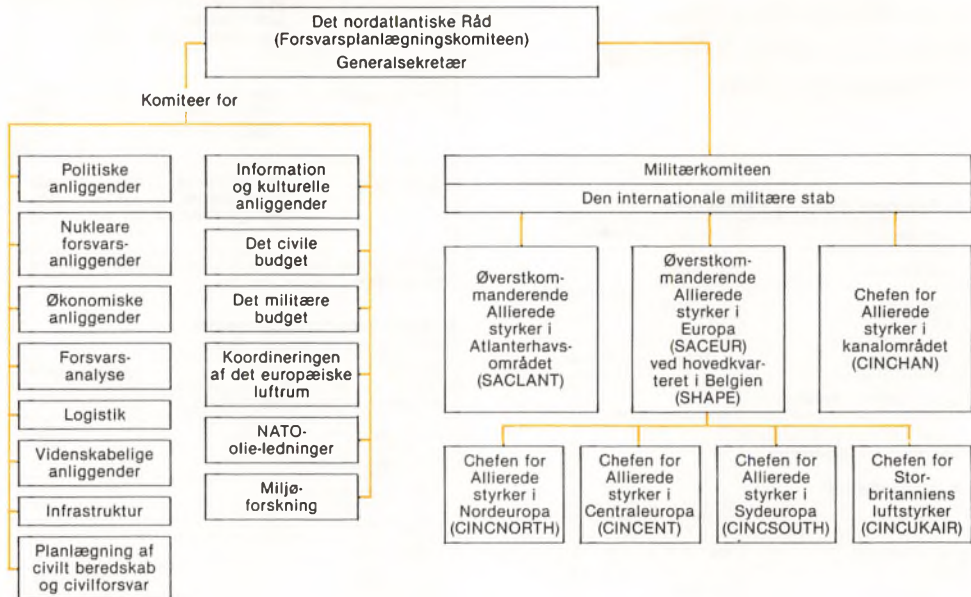 Det nordatlantiske Råd
(Forsvarsplanlægningskomiteen)
Generalsekretær
Komiteer for
Politiske
anliggender
Nukleare
forsvars-
anliggender
Økonomiske
anliggender
Forsvars-
analyse
Logistik
Videnskabelige
anliggender
Infrastruktur
Planlægning af
civilt beredskab
og civilforsvar
Information
og kulturelle
anliggender
Det civile
budget
Det militære
budget
Koordineringen
af det europæiske
luftrum
NATO-
olie-ledninger
Miljø-
forskning
Militærkomiteen
Den internationale militære stab
Øverstkom-
manderende
Allierede
styrker i
Atlanterhavs-
området
(SACLANT)
Øverstkom-
manderende
Allierede
styrker i
Europa
(SACEUR)
ved hovedkvar-
teret i Belgien
(SHAPE)
Chefen for
Allierede
styrker i
kanalområdet
(CINCHAN)
Chefen for
Allierede
styrker i
Nordeuropa
(CINCNORTH)
Chefen for
Allierede
styrker i
Centraleuropa
(CINCENT)
Chefen for
Allierede
styrker i
Sydeuropa
(CINCSOUTH)
Chefen for
Stor-
britanniens
luftstyrker
(CINCUKAIR)